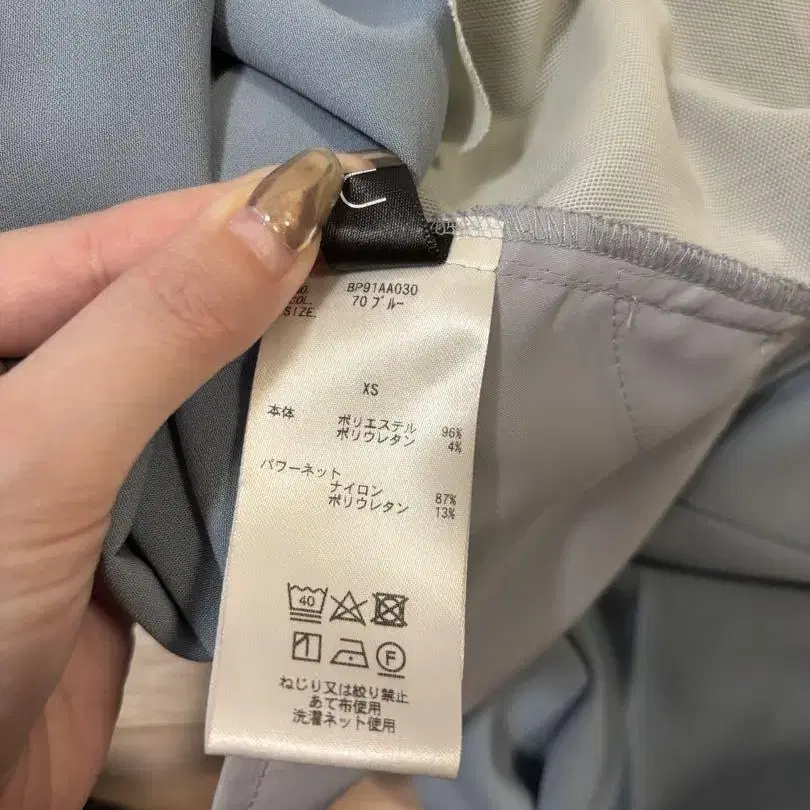 NO. BP91AA030
COL. 70 ブルー
SIZE.
XS
本体 ポリエステル 96%
ポリウレタン 4%
パワーネット
ナイロン 87%
ポリウレタン 13%
40
F
ねじり又は絞り禁止
あて布使用
洗濯ネット使用